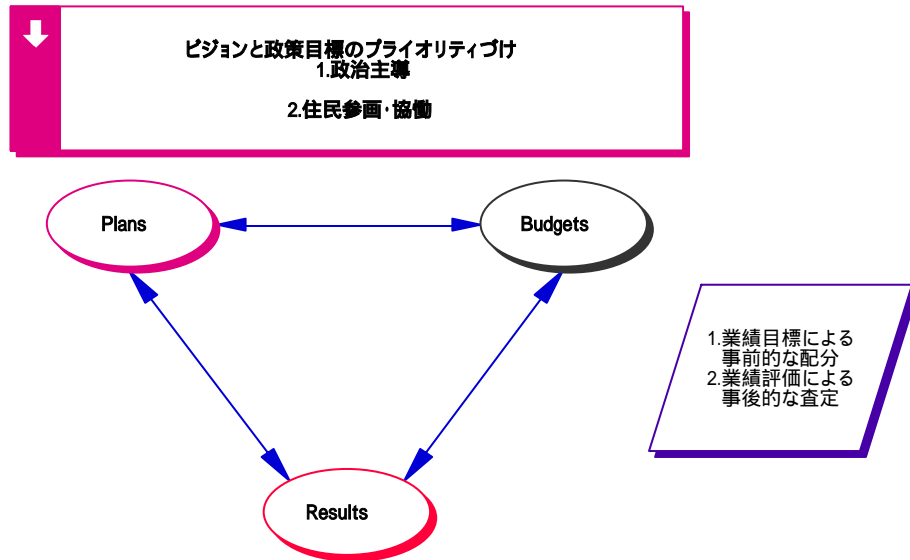 ビジョンと政策目標のプライオリティづけ
1.政治主導
2.住民参画・協働
Plans
Budgets
1.業績目標による
事前的な配分
2.業績評価による
事後的な査定
Results